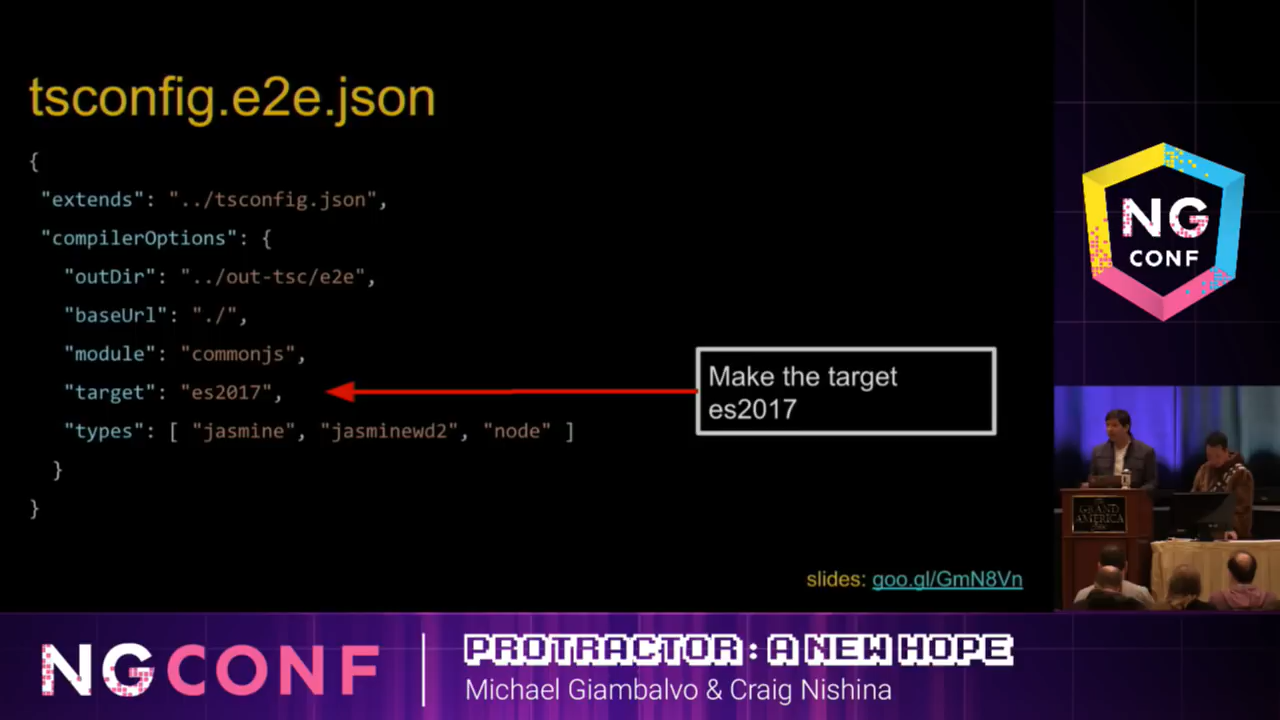 tsconfig.e2e.json
{
"extends": "../tsconfig.json",
"compilerOptions": {
"outDir": "../out-tsc/e2e",
"baseUrl": "./",
"module": "commonjs",
"target": "es2017",
"types": [ "jasmine", "jasminewd2", "node" ]
}
}
Make the target
es2017
slides: goo.gl/GmN8Vn
NG
CONF
GRAND
AMERICA
NGCONF
PROTRACTOR: A NEW HOPE
Michael Giambalvo & Craig Nishina